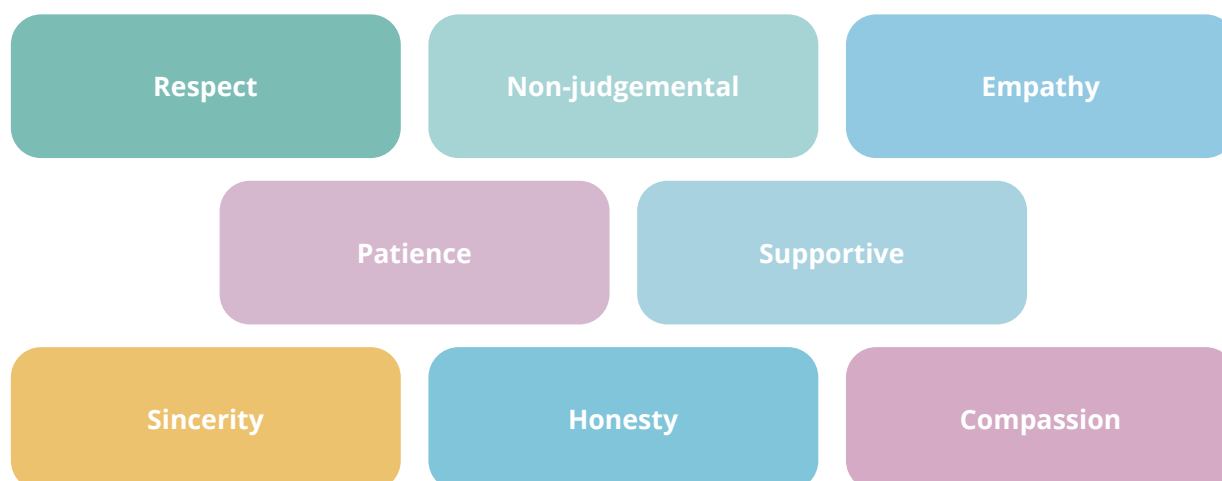 Respect
Non-judgemental
Empathy
Patience
Supportive
Sincerity
Honesty
Compassion